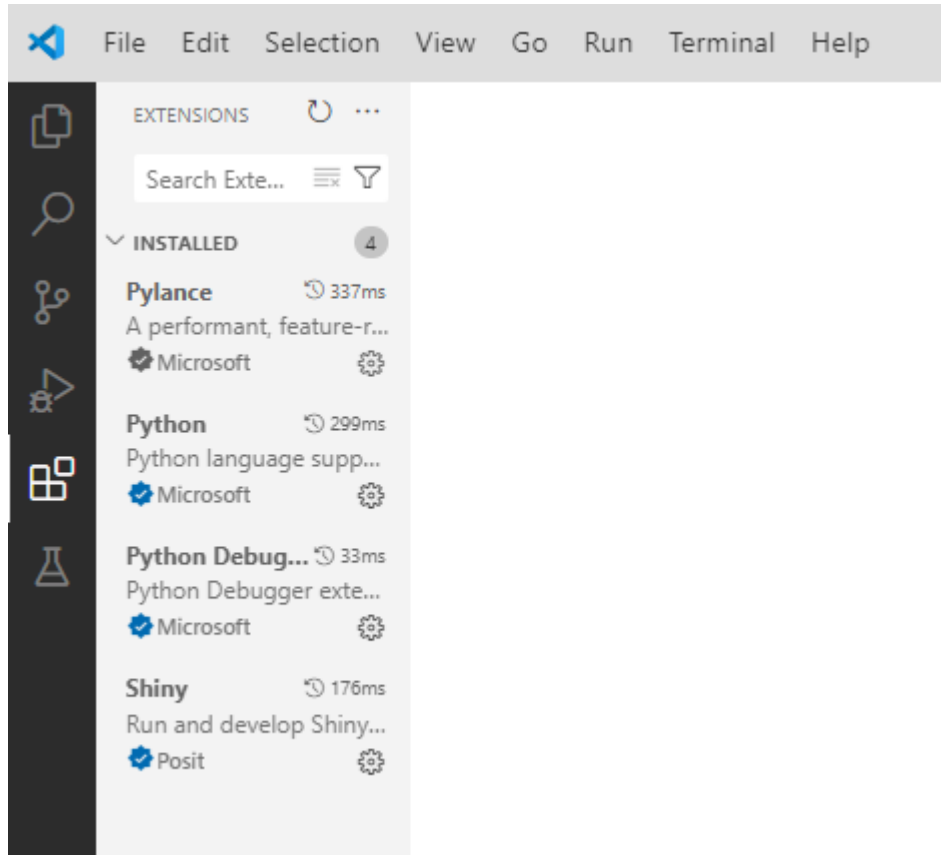 File Edit Selection View Go Run Terminal Help
EXTENSIONS
Search Exte...
INSTALLED 4
Pylance 337ms
A performant, feature-r...
Microsoft
Python 299ms
Python language supp...
Microsoft
Python Debug... 33ms
Python Debugger exte...
Microsoft
Shiny 176ms
Run and develop Shiny...
Posit